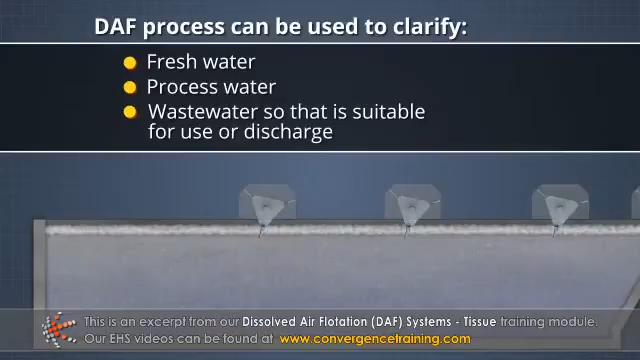 DAF process can be used to clarify:
Fresh water
Process water
Wastewater so that is suitable
for use or discharge
This is an excerpt from our Dissolved Air Flotation (DAF) Systems - Tissue training module.
Our EHS videos can be found at www.convergencetraining.com